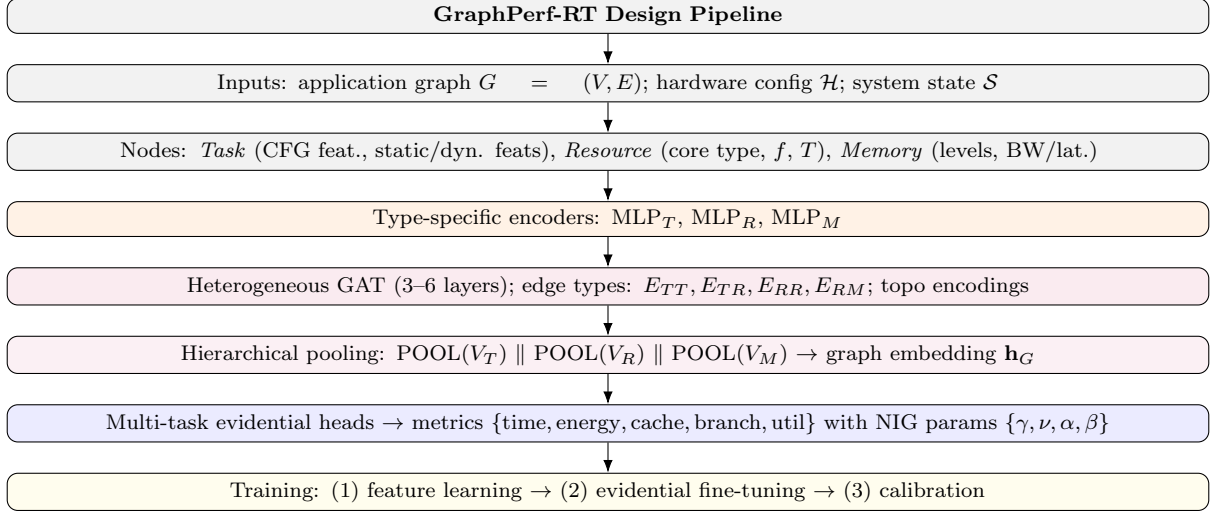 GraphPerf-RT Design Pipeline
Inputs: application graph G = (V, E); hardware config ℋ; system state 𝒮
Nodes: Task (CFG feat., static/dyn. feats), Resource (core type, f, T), Memory (levels, BW/lat.)
Type-specific encoders: MLP_T, MLP_R, MLP_M
Heterogeneous GAT (3–6 layers); edge types: E_TT, E_TR, E_RR, E_RM; topo encodings
Hierarchical pooling: POOL(V_T) ∥ POOL(V_R) ∥ POOL(V_M) → graph embedding h_G
Multi-task evidential heads → metrics {time, energy, cache, branch, util} with NIG params {γ, ν, α, β}
Training: (1) feature learning → (2) evidential fine-tuning → (3) calibration